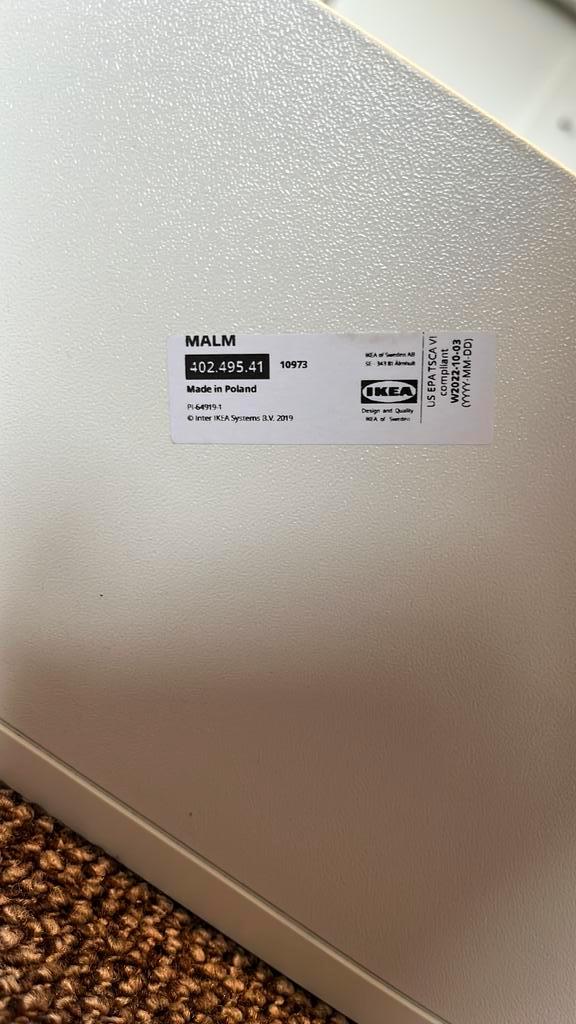 MALM
402.495.41 10973
Made in Poland
PI-64919-1
© Inter IKEA Systems B.V. 2019
IKEA of Sweden AB
SE - 343 81 Älmhult
IKEA
Design and Quality
IKEA of Sweden
US EPA TSCA VI
compliant
W2022-10-03
(YYYY-MM-DD)